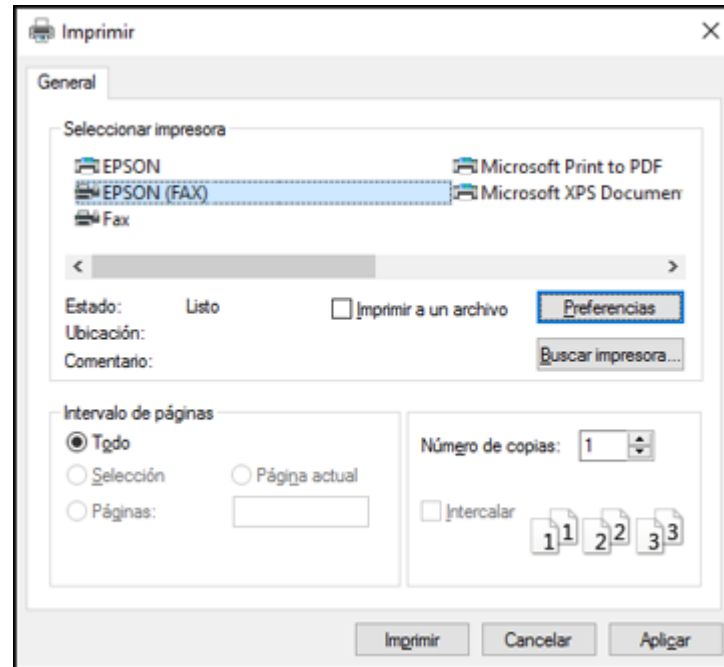 Imprimir
General
Seleccionar impresora
EPSON
Microsoft Print to PDF
EPSON (FAX)
Microsoft XPS Documen
Fax
Estado: Listo
Imprimir a un archivo
Preferencias
Ubicación:
Comentario:
Buscar impresora...
Intervalo de páginas
Todo
Selección
Página actual
Páginas:
Número de copias: 1
Intercalar
1 1 2 2 3 3
Imprimir
Cancelar
Aplicar